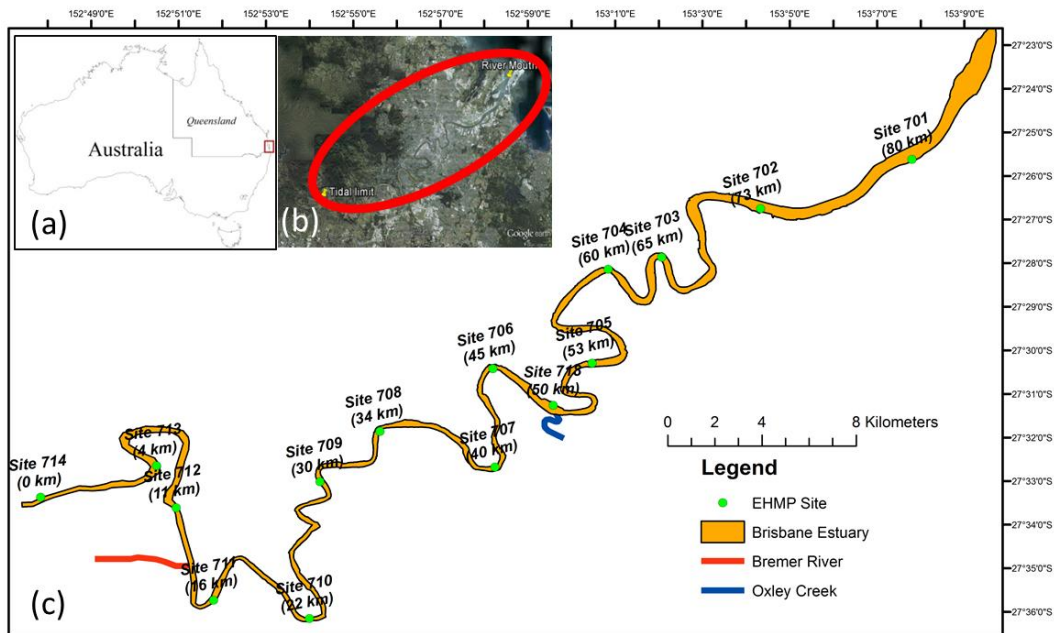 152°49'0"E 152°51'0"E 152°53'0"E 152°55'0"E 152°57'0"E 152°59'0"E 153°1'0"E 153°3'0"E 153°5'0"E 153°7'0"E 153°9'0"E
Queensland
Australia
(a)
River Mouth
Tidal limit
Google earth
(b)
27°23'0"S
27°24'0"S
27°25'0"S
27°26'0"S
27°27'0"S
27°28'0"S
27°29'0"S
27°30'0"S
27°31'0"S
27°32'0"S
27°33'0"S
27°34'0"S
27°35'0"S
27°36'0"S
Site 701
(80 km)
Site 702
(73 km)
Site 703
(65 km)
Site 704
(60 km)
Site 705
(53 km)
Site 718
(50 km)
Site 706
(45 km)
Site 707
(40 km)
Site 708
(34 km)
Site 709
(30 km)
Site 710
(22 km)
Site 711
(16 km)
Site 712
(11 km)
Site 713
(4 km)
Site 714
(0 km)
0 2 4 8 Kilometers
Legend
EHMP Site
Brisbane Estuary
Bremer River
Oxley Creek
(c)